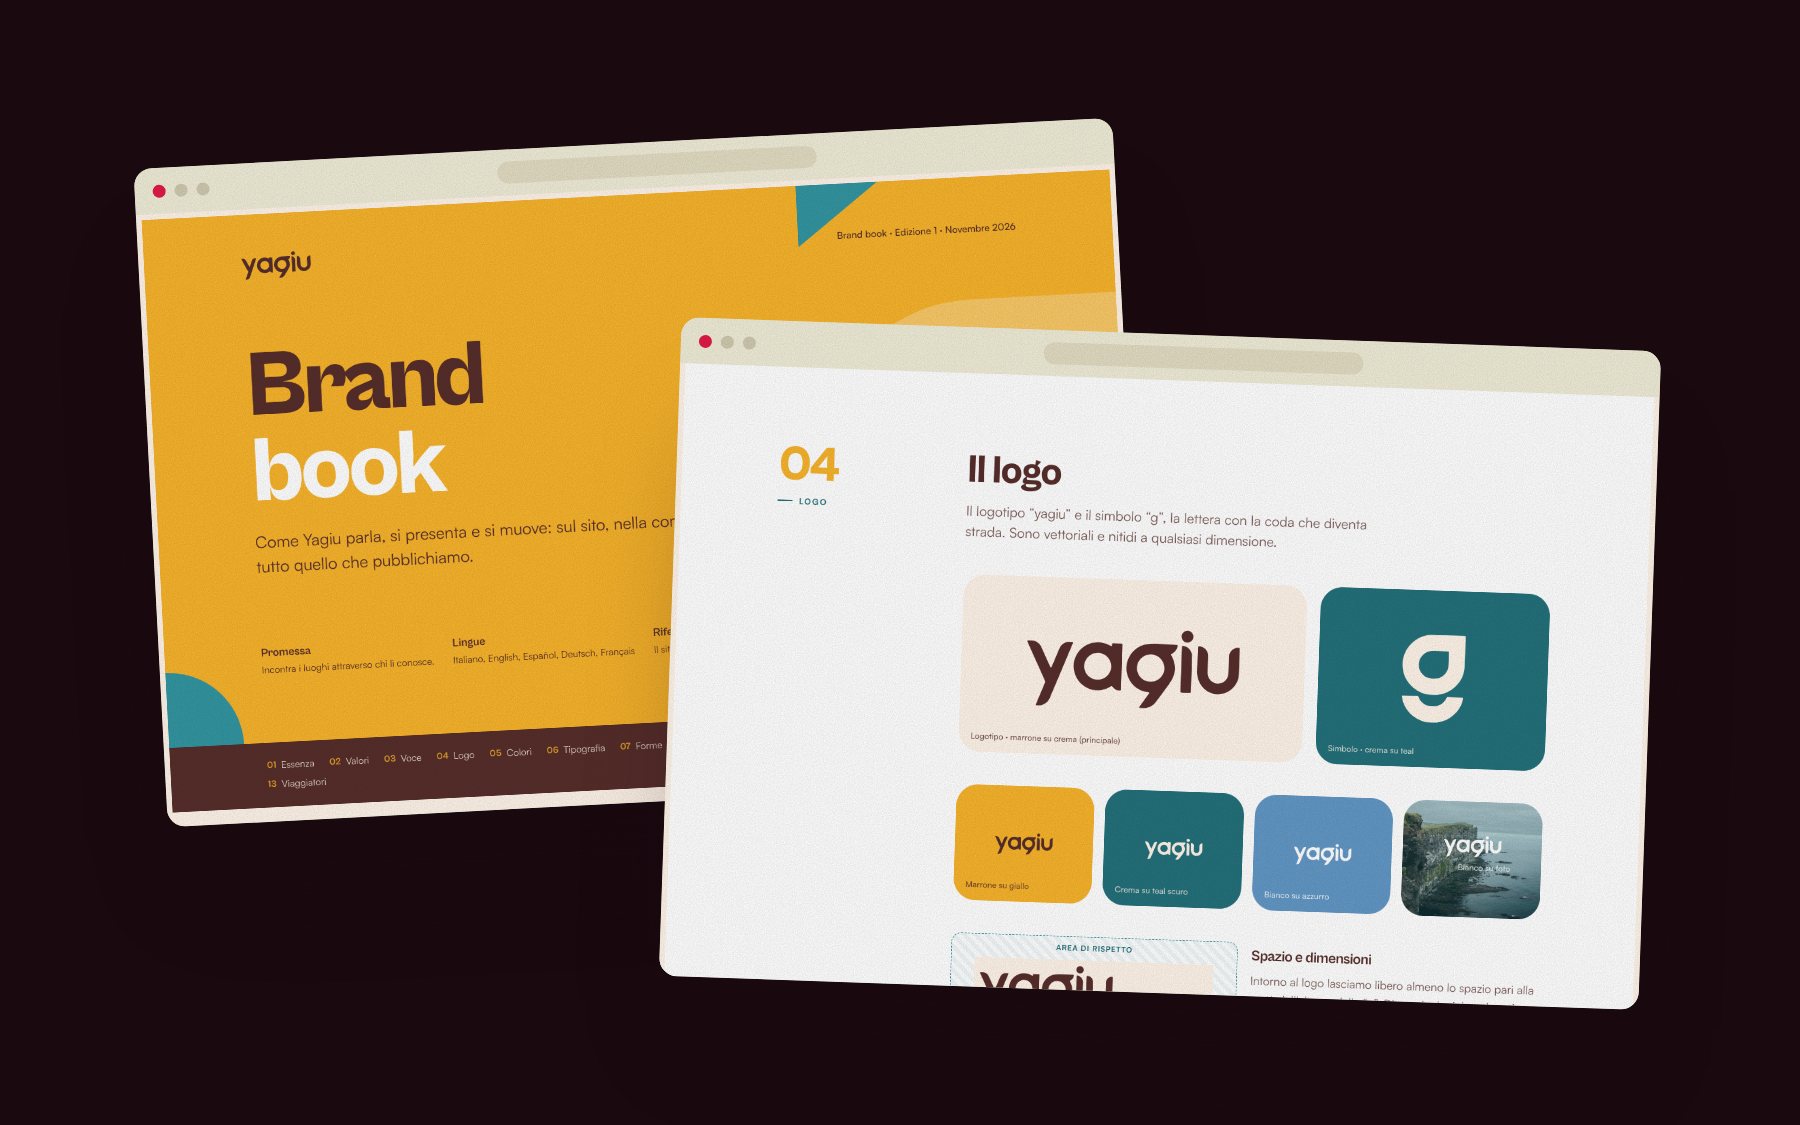 yagiu
Brand book · Edizione 1 · Novembre 2026
Brand
book
Come Yagiu parla, si presenta e si muove: sul sito, nella
tutto quello che pubblichiamo.
Promessa
Incontra i luoghi attraverso chi li conosce.
Lingue
Italiano, English, Español, Deutsch, Français
01 Essenza 02 Valori 03 Voce 04 Logo 05 Colori 06 Tipografia 07 Forme
13 Viaggiatori
04
LOGO
Il logo
Il logotipo “yagiu” e il simbolo “g”, la lettera con la coda che diventa
strada. Sono vettoriali e nitidi a qualsiasi dimensione.
yagiu
Logotipo · marrone su crema (principale)
g
Simbolo · crema su teal
yagiu
Marrone su giallo
yagiu
Crema su teal scuro
yagiu
Bianco su azzurro
yagiu
Bianco su foto
AREA DI RISPETTO
yagiu
Spazio e dimensioni
Intorno al logo lasciamo libero almeno lo spazio pari alla